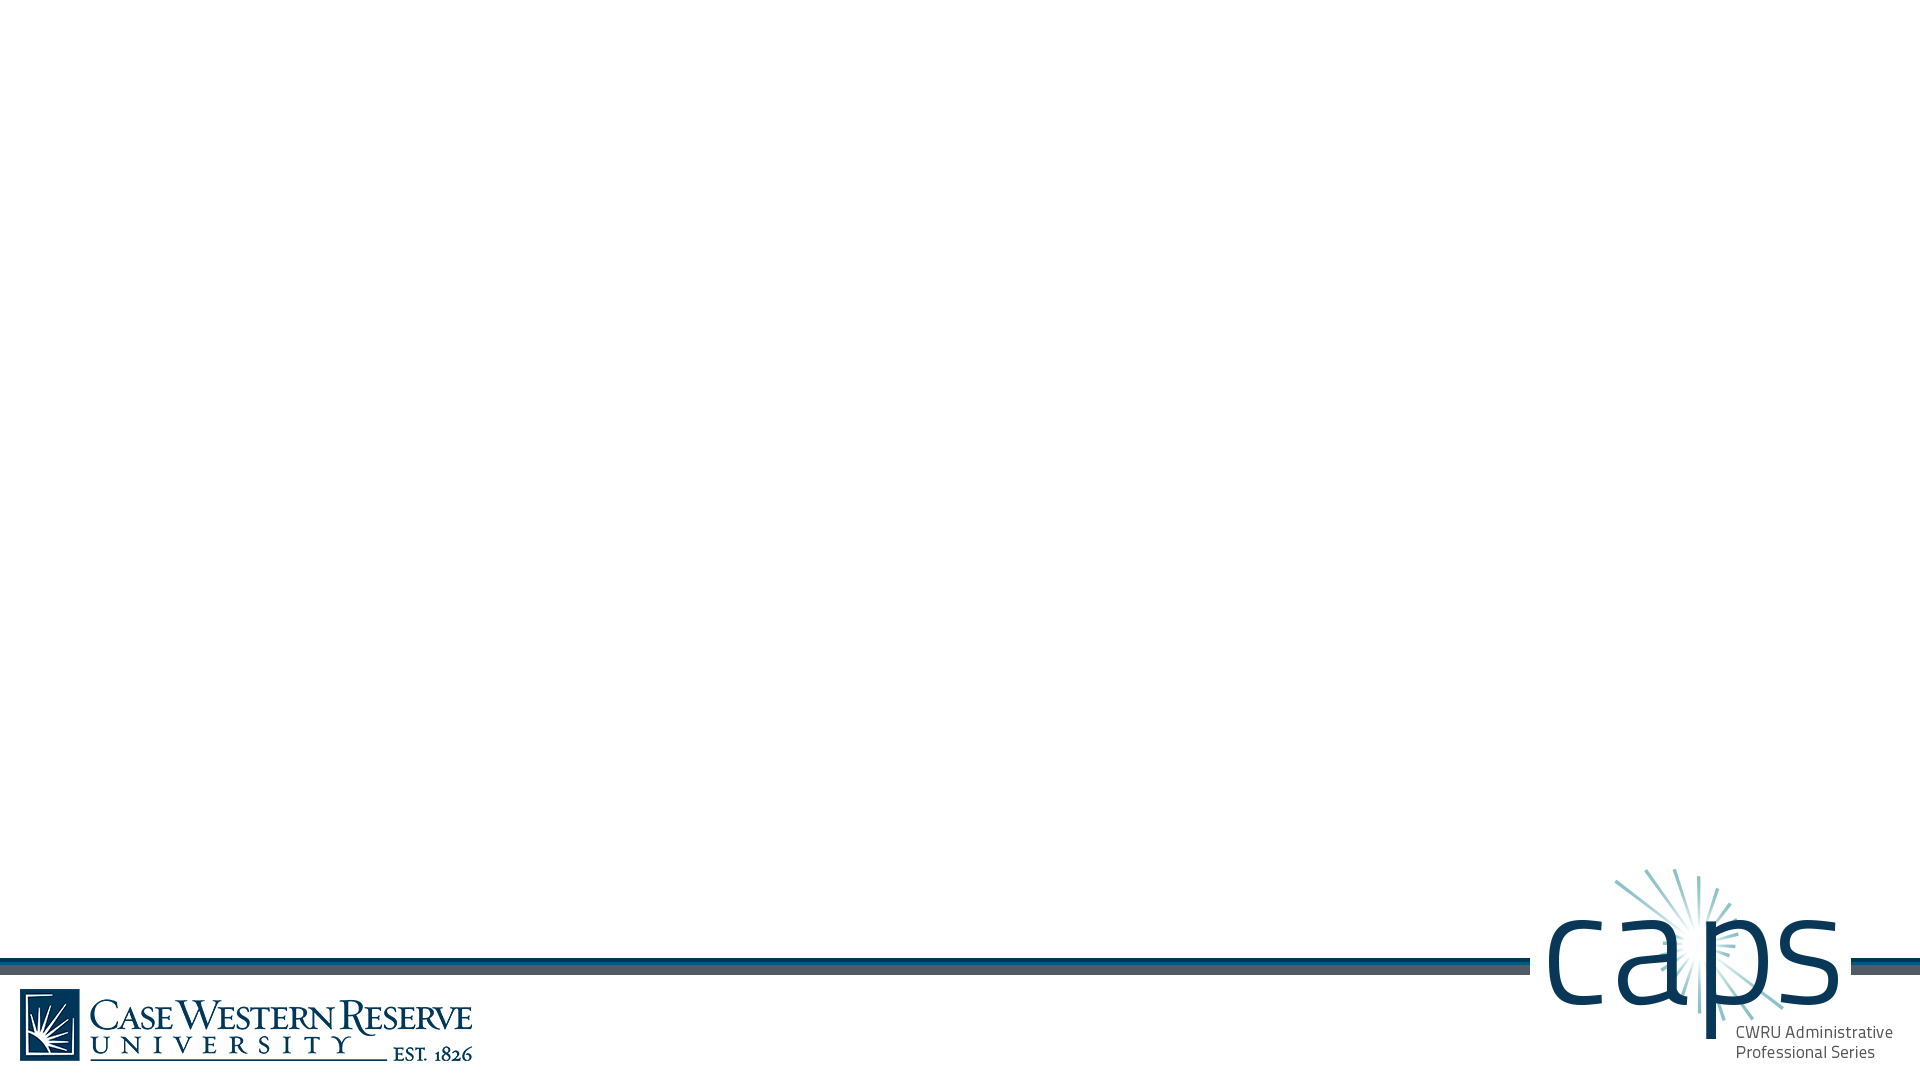 CASE WESTERN RESERVE
UNIVERSITY
EST. 1826
caps
CWRU Administrative
Professional Series